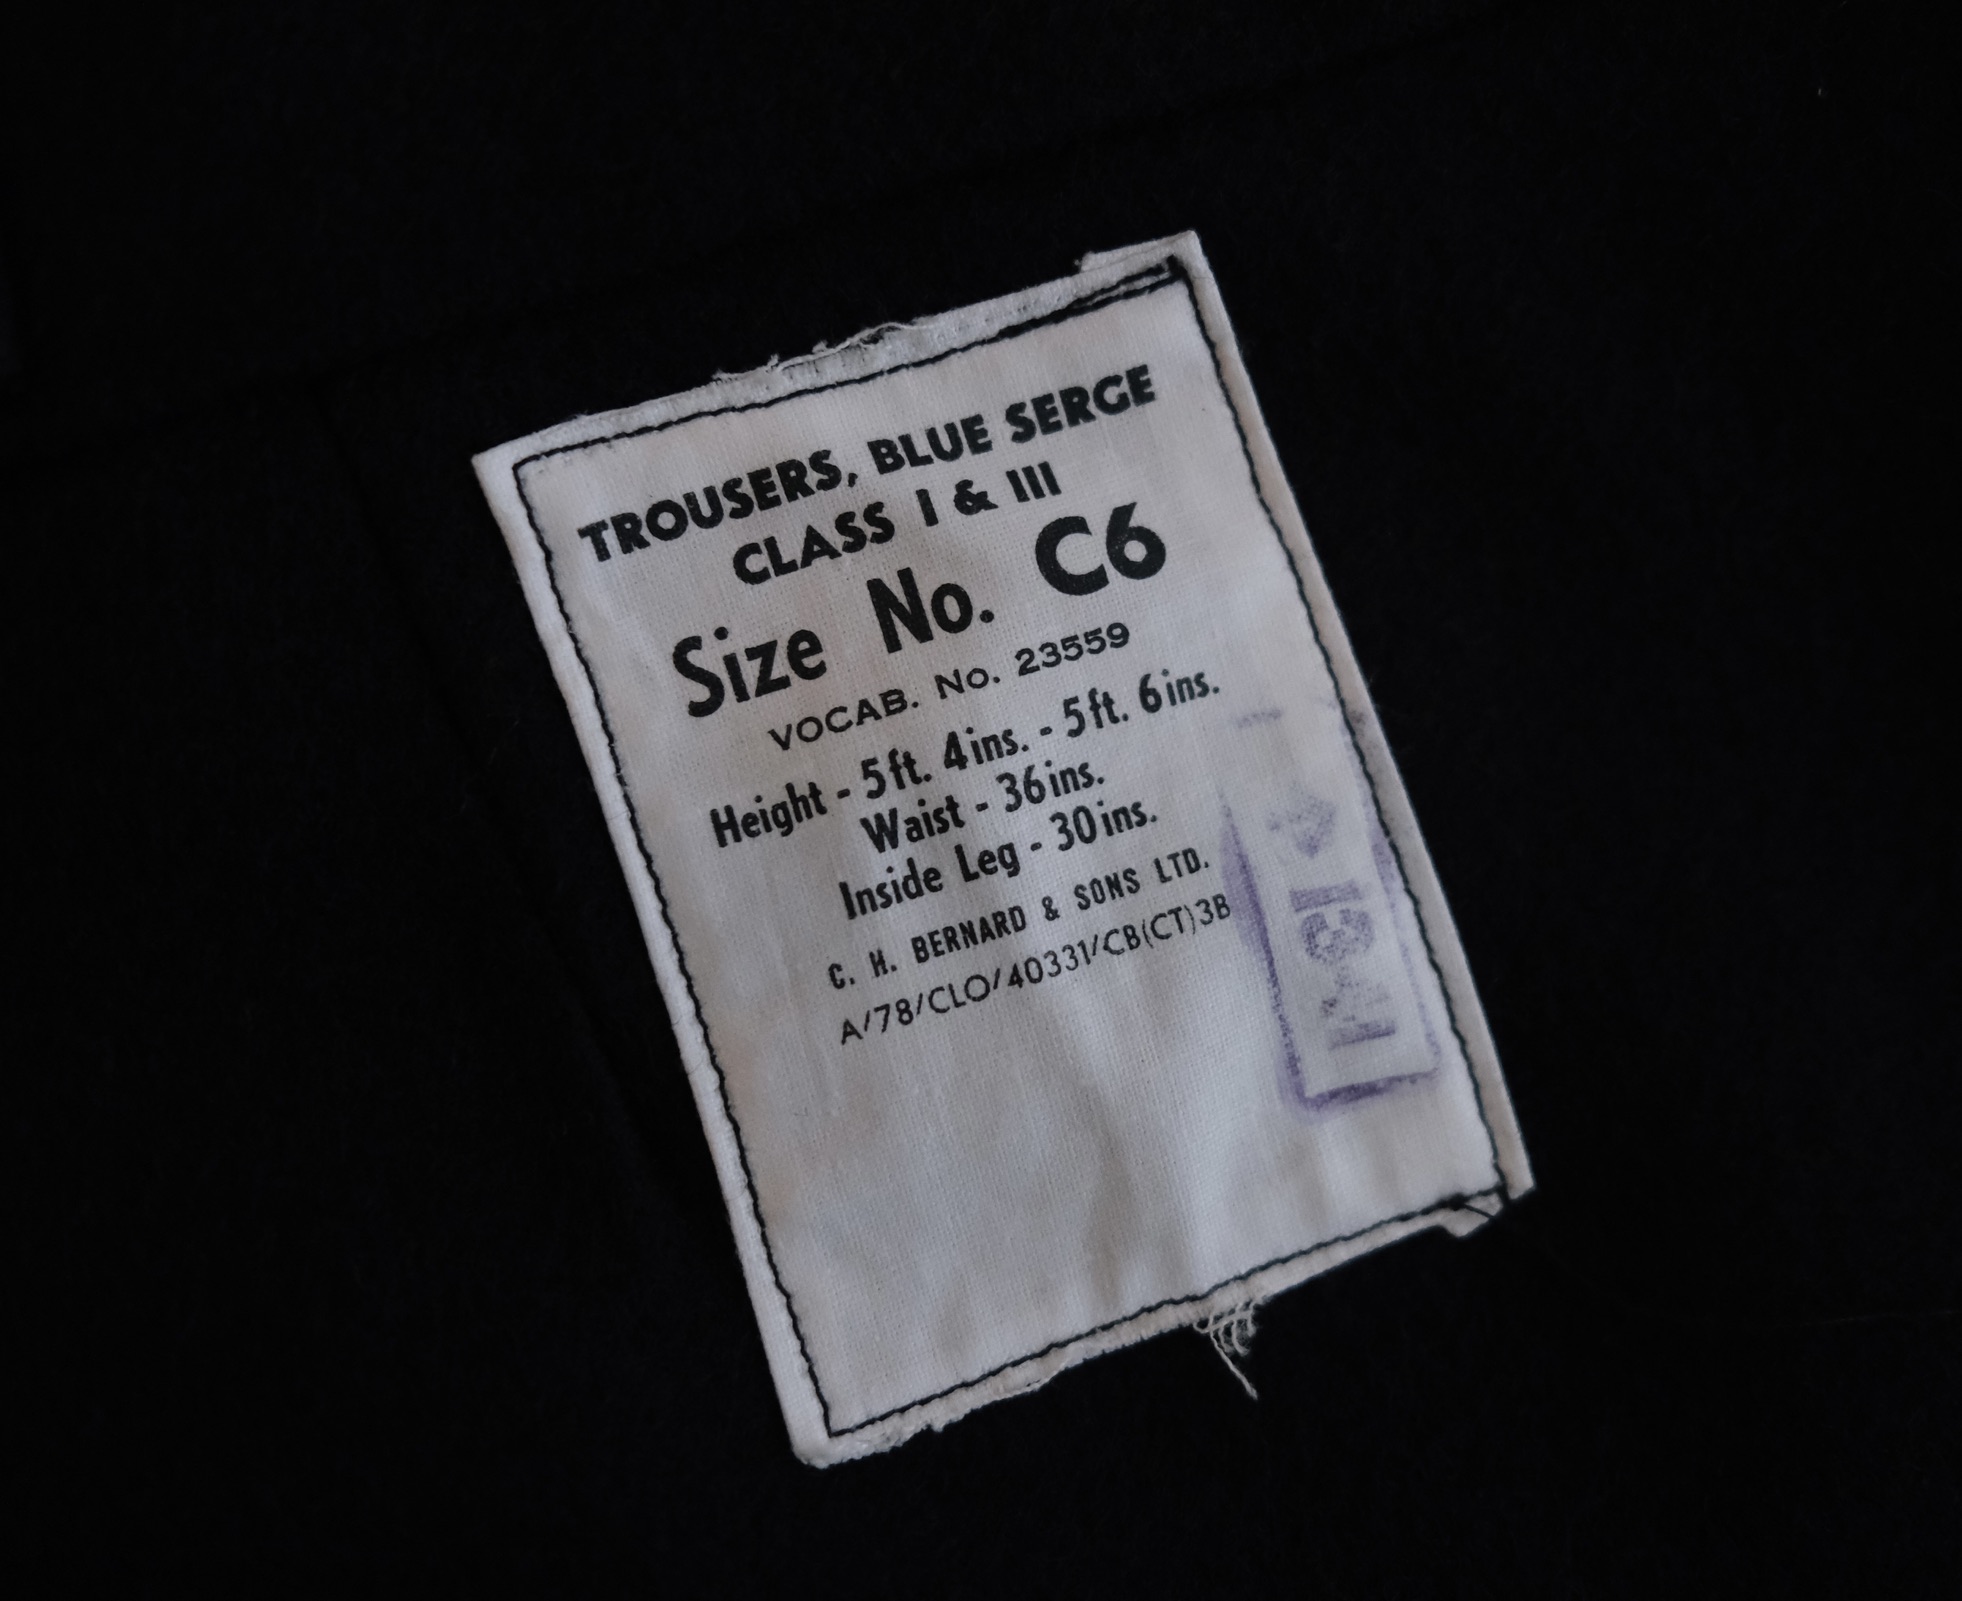 TROUSERS, BLUE SERGE
CLASS I & III
Size No. C6
VOCAB. No. 23559
Height - 5ft. 4ins. - 5ft. 6ins.
Waist - 36ins.
Inside Leg - 30ins.
C. H. BERNARD & SONS LTD.
A/78/CLO/40331/CB(CT)3B